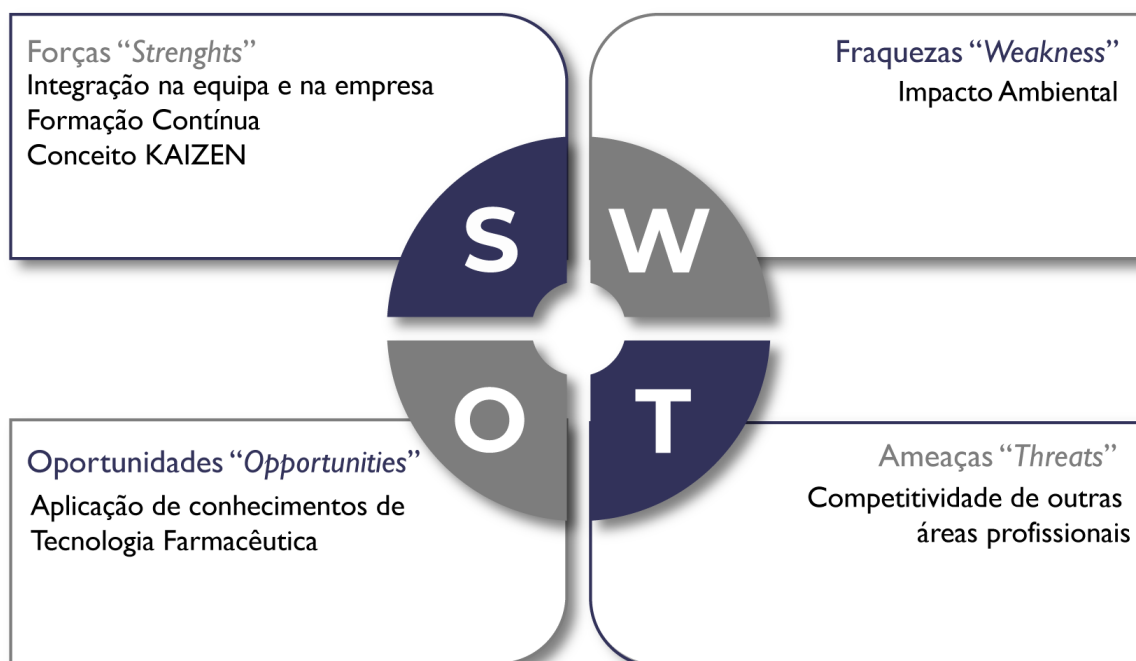 Forças “Strenghts”
Integração na equipa e na empresa
Formação Contínua
Conceito KAIZEN
Fraquezas “Weakness”
Impacto Ambiental
S
W
O
T
Oportunidades “Opportunities”
Aplicação de conhecimentos de
Tecnologia Farmacêutica
Ameaças “Threats”
Competitividade de outras
áreas profissionais